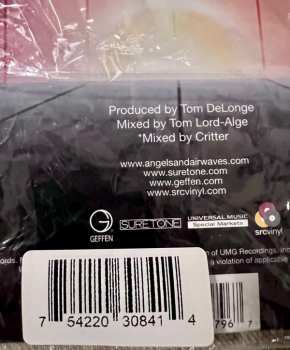 Produced by Tom DeLonge
Mixed by Tom Lord-Alge
*Mixed by Critter
www.angelsandairwaves.com
www.suretone.com
www.geffen.com
www.srcvinyl.com
G
GEFFEN
SURETONE
UNIVERSAL MUSIC
Special Markets
srcvinyl
ords.
n of UMG Recordings, Inc.
a violation of applicable
7 54220 30841 4
796 7